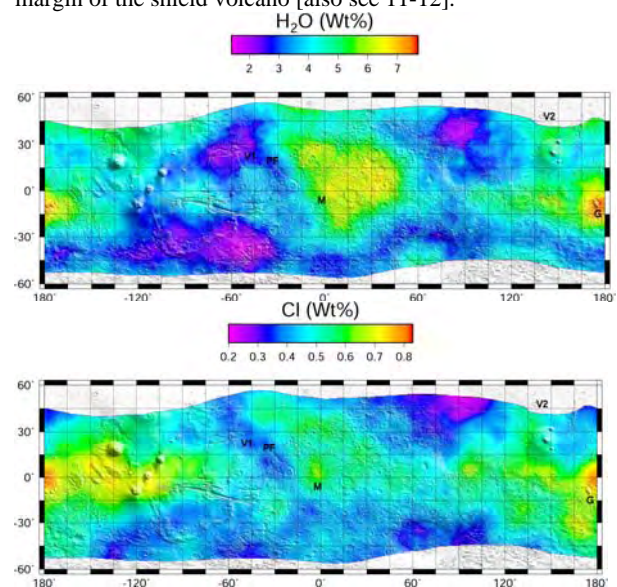 margin of the shield volcano [also see 11-12].
H₂O (Wt%)
2 3 4 5 6 7
60˚
30˚
0˚
-30˚
-60˚
V1
PF
M
V2
G
180˚ -120˚ -60˚ 0˚ 60˚ 120˚ 180˚
Cl (Wt%)
0.2 0.3 0.4 0.5 0.6 0.7 0.8
60˚
30˚
0˚
-30˚
-60˚
V1
PF
M
V2
G
180˚ -120˚ -60˚ 0˚ 60˚ 120˚ 180˚